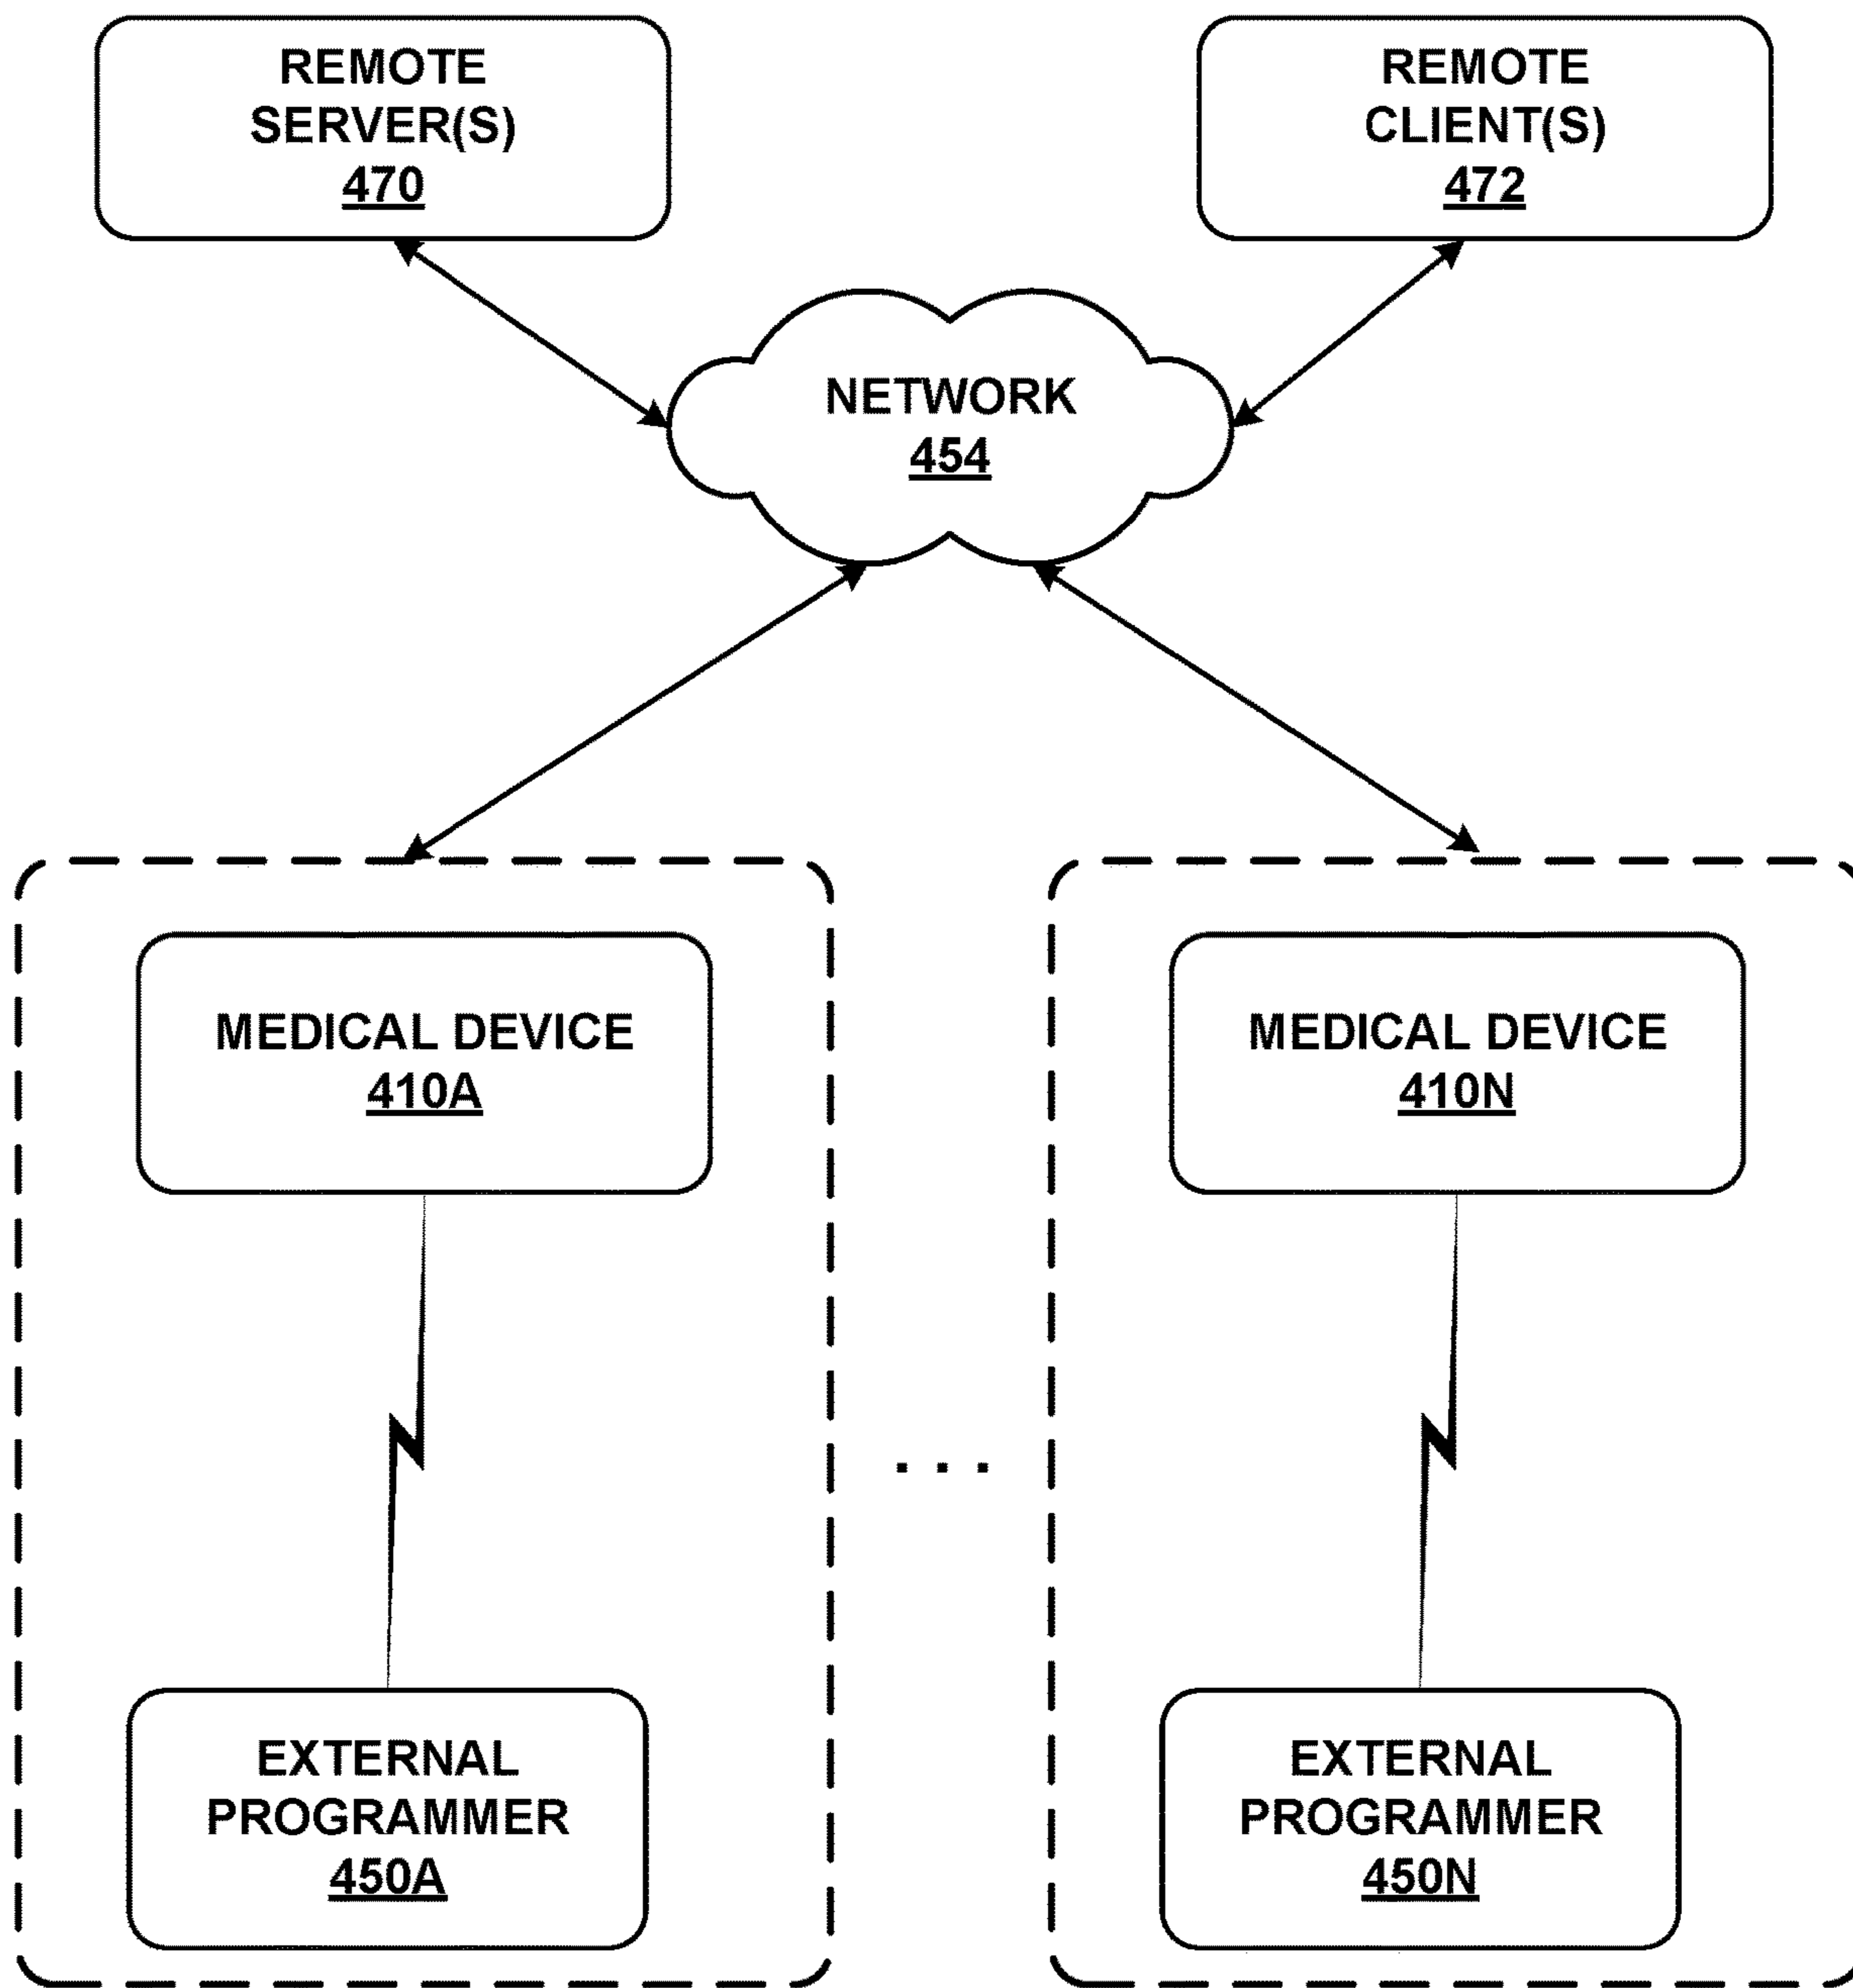 REMOTE
SERVER(S)
470
REMOTE
CLIENT(S)
472
NETWORK
454
MEDICAL DEVICE
410A
MEDICAL DEVICE
410N
. . .
EXTERNAL
PROGRAMMER
450A
EXTERNAL
PROGRAMMER
450N